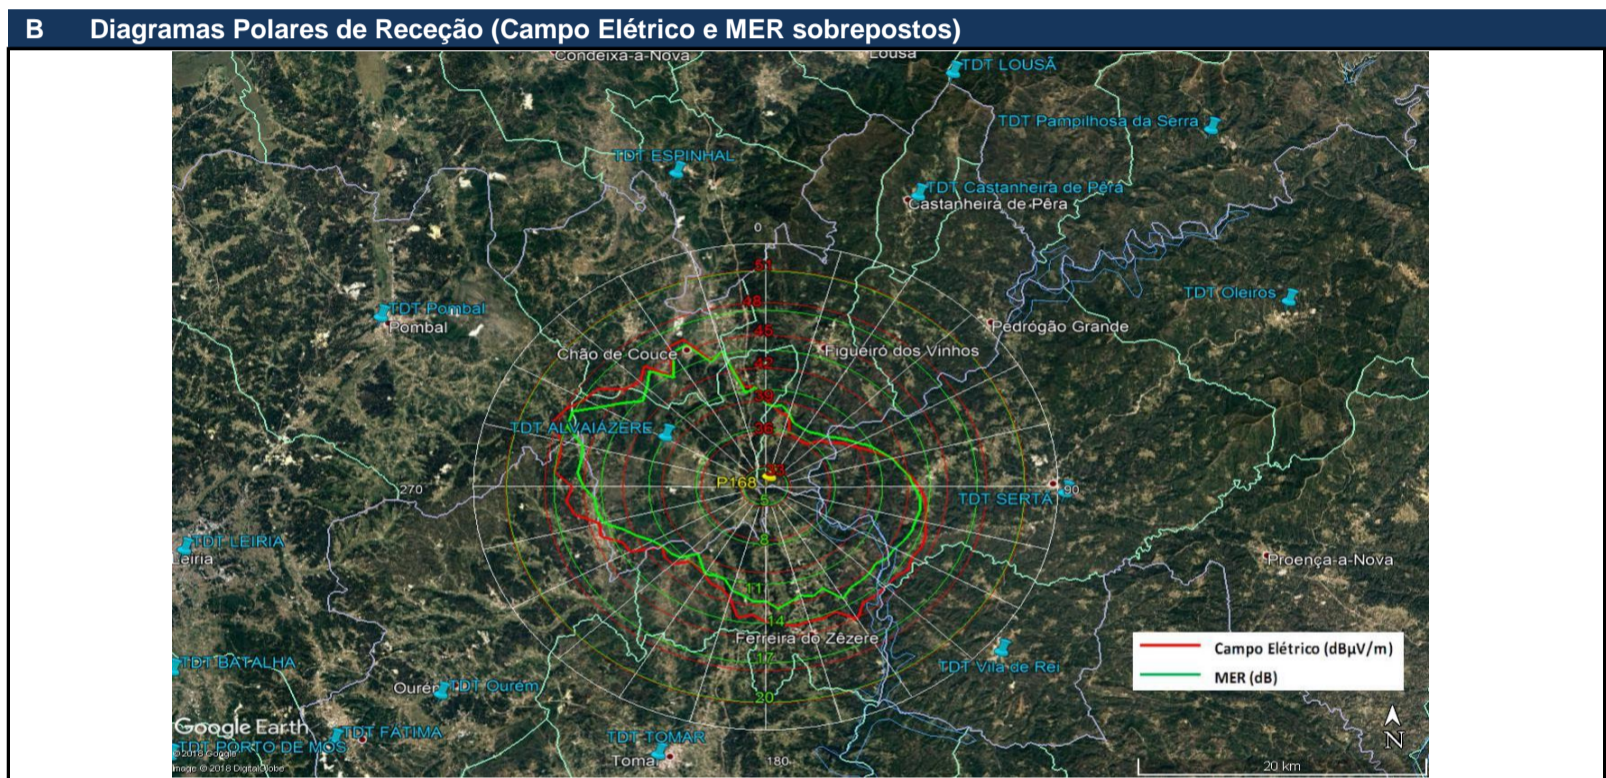 B Diagramas Polares de Receção (Campo Elétrico e MER sobrepostos)
Condeixa-a-Nova
Lousã
TDT LOUSÃ
TDT Pampilhosa da Serra
TDT ESPINHAL
TDT Castanheira de Pêra
Castanheira de Pêra
0
51
TDT Oleiros
48
TDT Pombal
Pombal
Pedrógão Grande
45
Chão de Couce
Figueiró dos Vinhos
42
39
TDT ALVAIÁZERE
36
33
P168
270
TDT SERTÃ
90
5
8
TDT LEIRIA
Leiria
Proença-a-Nova
11
14
Ferreira do Zêzere
17
TDT BATALHA
TDT Vila de Rei
Campo Elétrico (dBµV/m)
MER (dB)
Ourém
TDT Ourém
20
Google Earth
TDT FÁTIMA
TDT PORTO DE MÓS
TDT TOMAR
Tomar
180
N
© 2018 Google
Image © 2018 DigitalGlobe
20 km